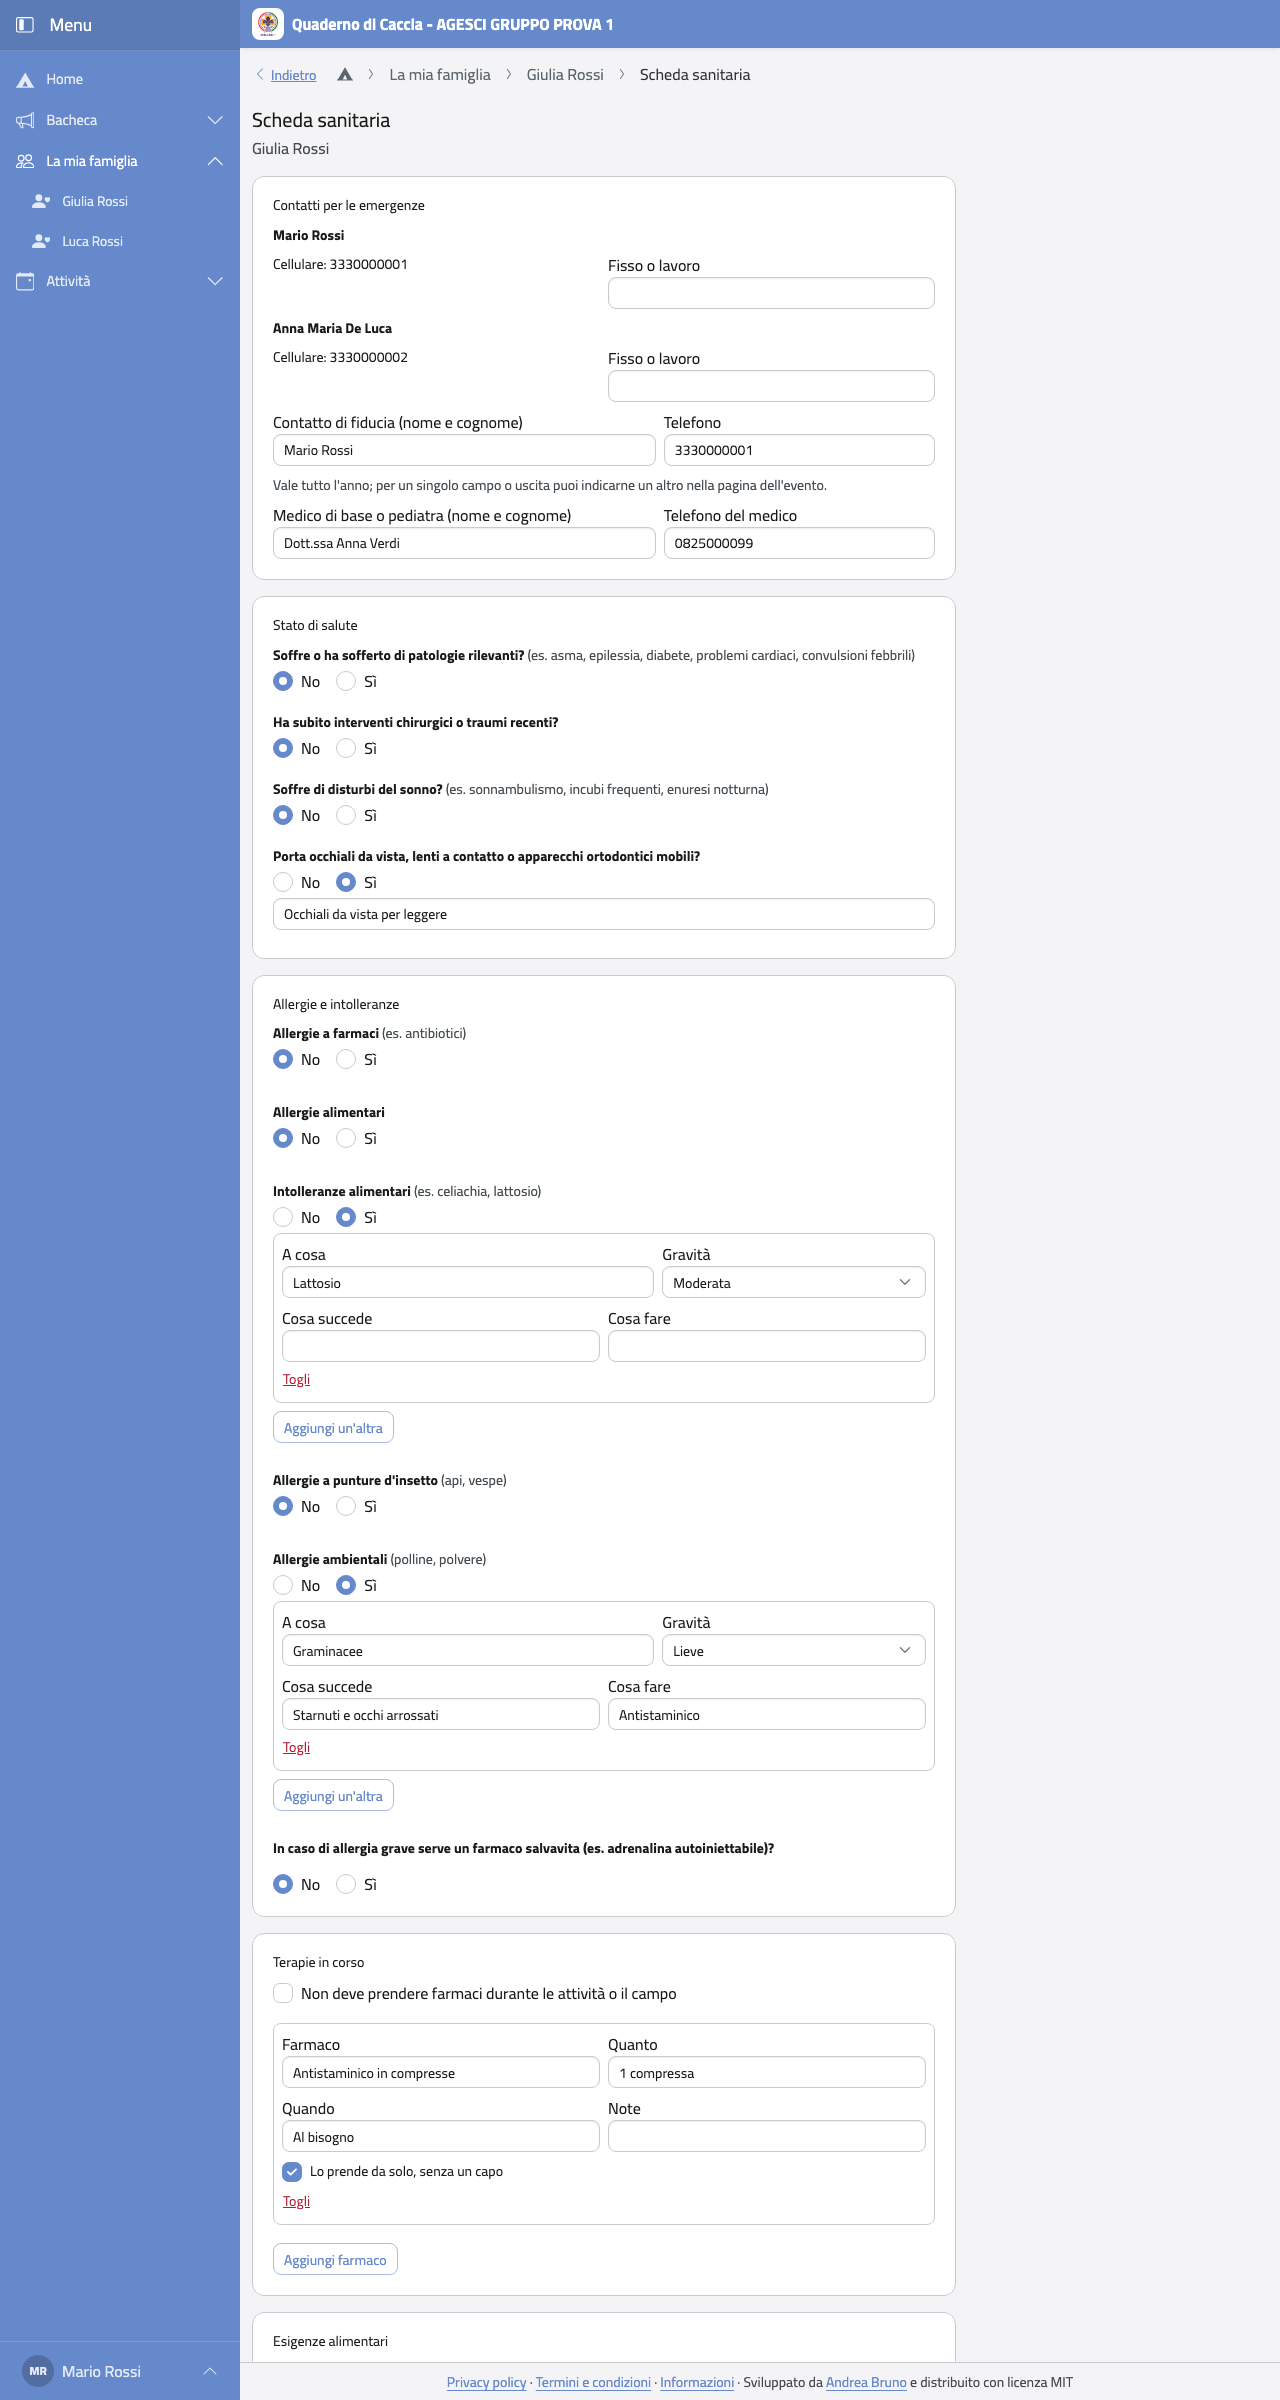 Menu
Quaderno di Caccia - AGESCI GRUPPO PROVA 1
Home
Bacheca
La mia famiglia
Giulia Rossi
Luca Rossi
Attività
Indietro
La mia famiglia
Giulia Rossi
Scheda sanitaria
Scheda sanitaria
Giulia Rossi
Contatti per le emergenze
Mario Rossi
Cellulare: 3330000001
Fisso o lavoro
Anna Maria De Luca
Cellulare: 3330000002
Fisso o lavoro
Contatto di fiducia (nome e cognome)
Telefono
Mario Rossi
3330000001
Vale tutto l'anno; per un singolo campo o uscita puoi indicarne un altro nella pagina dell'evento.
Medico di base o pediatra (nome e cognome)
Telefono del medico
Dott.ssa Anna Verdi
0825000099
Stato di salute
Soffre o ha sofferto di patologie rilevanti? (es. asma, epilessia, diabete, problemi cardiaci, convulsioni febbrili)
No Sì
Ha subito interventi chirurgici o traumi recenti?
No Sì
Soffre di disturbi del sonno? (es. sonnambulismo, incubi frequenti, enuresi notturna)
No Sì
Porta occhiali da vista, lenti a contatto o apparecchi ortodontici mobili?
No Sì
Occhiali da vista per leggere
Allergie e intolleranze
Allergie a farmaci (es. antibiotici)
No Sì
Allergie alimentari
No Sì
Intolleranze alimentari (es. celiachia, lattosio)
No Sì
A cosa
Gravità
Lattosio
Moderata
Cosa succede
Cosa fare
Togli
Aggiungi un'altra
Allergie a punture d'insetto (api, vespe)
No Sì
Allergie ambientali (polline, polvere)
No Sì
A cosa
Gravità
Graminacee
Lieve
Cosa succede
Cosa fare
Starnuti e occhi arrossati
Antistaminico
Togli
Aggiungi un'altra
In caso di allergia grave serve un farmaco salvavita (es. adrenalina autoiniettabile)?
No Sì
Terapie in corso
Non deve prendere farmaci durante le attività o il campo
Farmaco
Quanto
Antistaminico in compresse
1 compressa
Quando
Note
Al bisogno
Lo prende da solo, senza un capo
Togli
Aggiungi farmaco
Esigenze alimentari
MR Mario Rossi
Privacy policy · Termini e condizioni · Informazioni · Sviluppato da Andrea Bruno e distribuito con licenza MIT